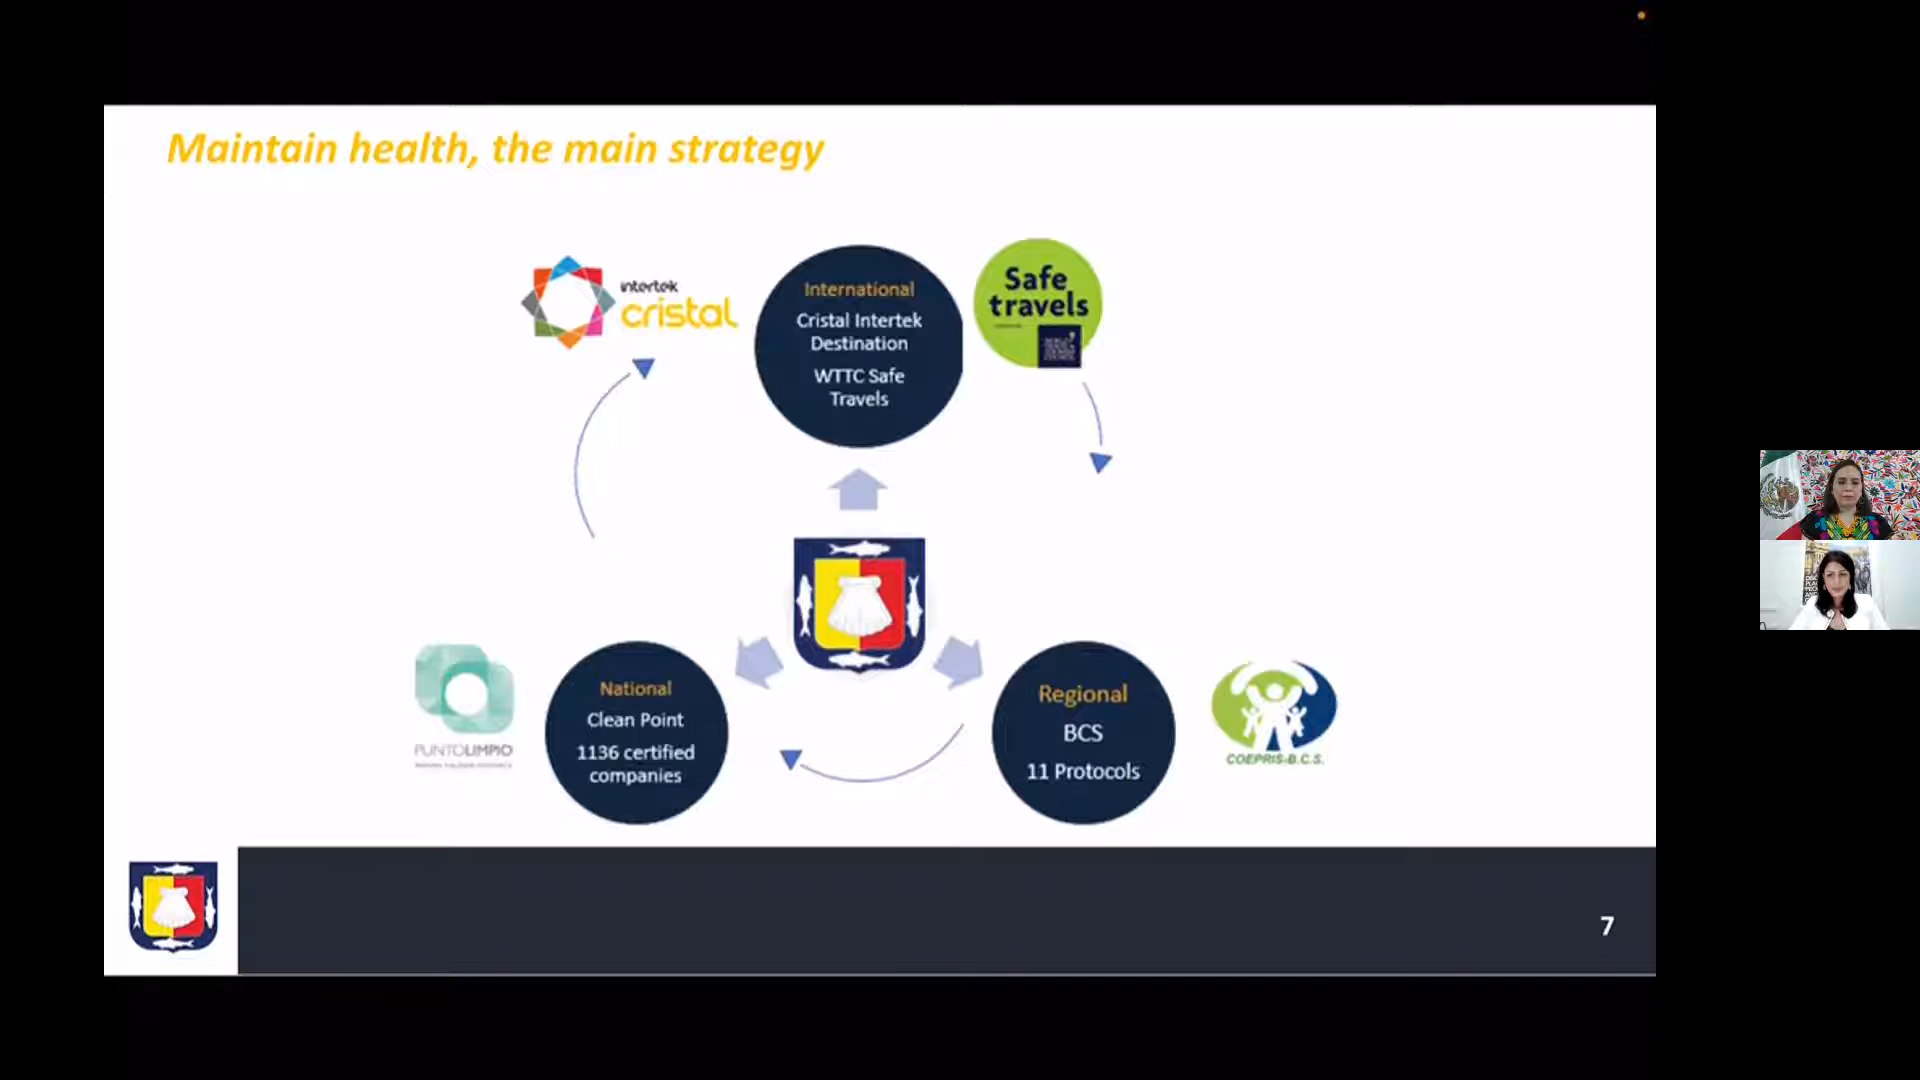 Maintain health, the main strategy
intertek
cristal
International
Cristal Intertek
Destination
WTTC Safe
Travels
Safe
travels
PUNTOLIMPIO
National
Clean Point
1136 certified
companies
Regional
BCS
11 Protocols
COEPRIS-B.C.S.
7